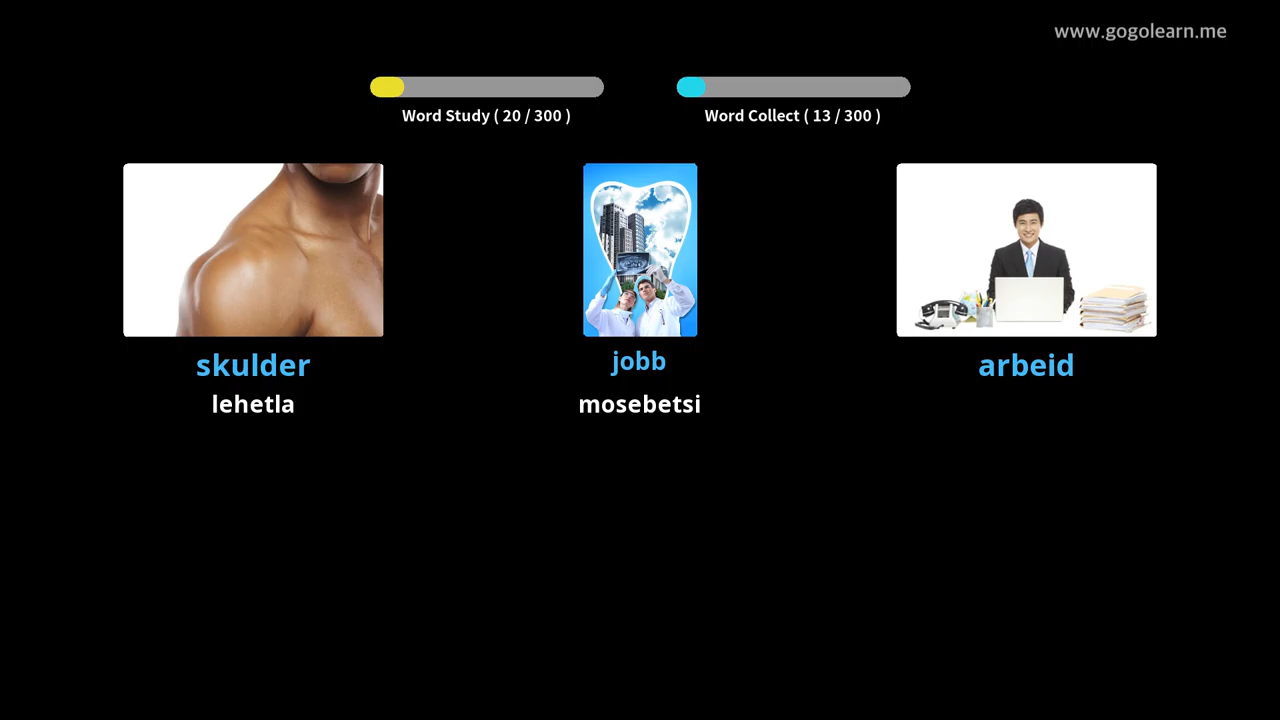 www.gogolearn.me
Word Study ( 20 / 300 )
Word Collect ( 13 / 300 )
skulder
jobb
arbeid
lehetla
mosebetsi